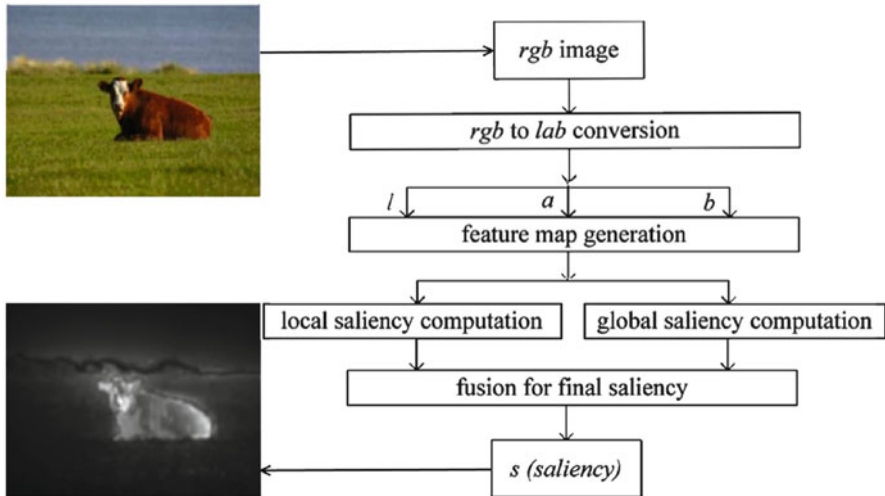 rgb image
rgb to lab conversion
l a b
feature map generation
local saliency computation
global saliency computation
fusion for final saliency
s (saliency)